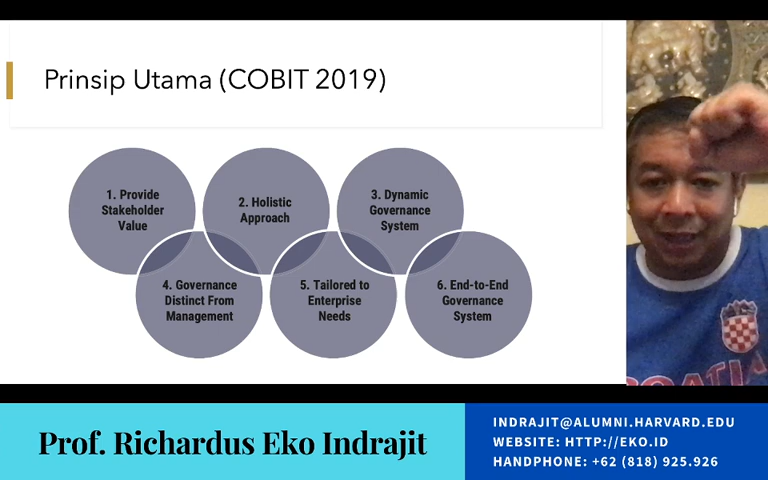 Prinsip Utama (COBIT 2019)
1. Provide
Stakeholder
Value
2. Holistic
Approach
3. Dynamic
Governance
System
4. Governance
Distinct From
Management
5. Tailored to
Enterprise
Needs
6. End-to-End
Governance
System
Prof. Richardus Eko Indrajit
INDRAJIT@ALUMNI.HARVARD.EDU
WEBSITE: HTTP://EKO.ID
HANDPHONE: +62 (818) 925.926